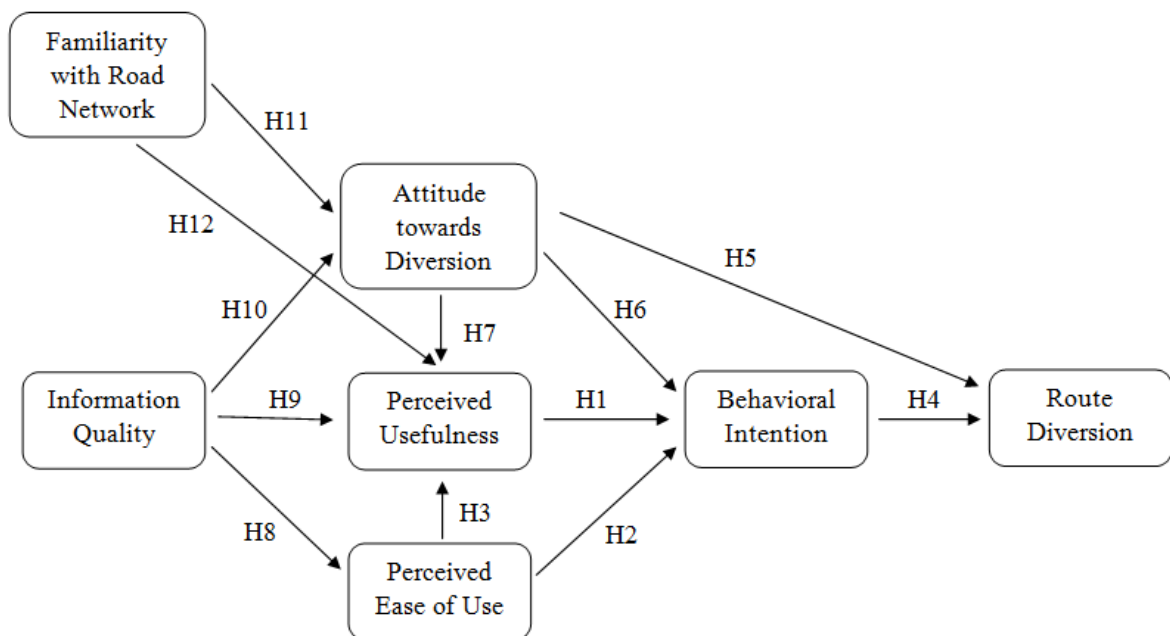 Familiarity
with Road
Network
H11
Attitude
towards
Diversion
H12
H5
H10
H6
H7
Information
Quality
H9
Perceived
Usefulness
H1
Behavioral
Intention
H4
Route
Diversion
H8
H3
H2
Perceived
Ease of Use